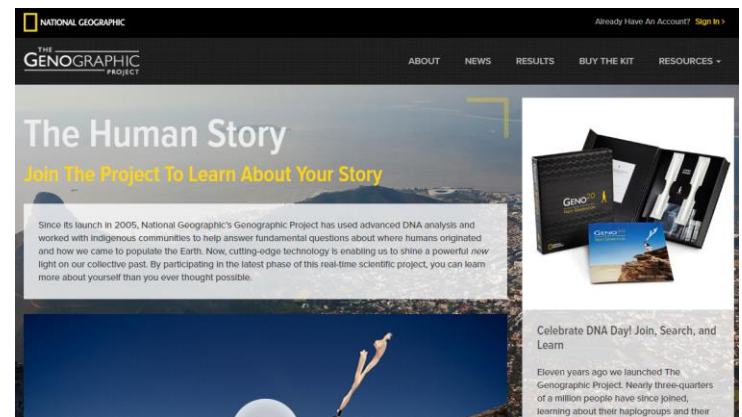 NATIONAL GEOGRAPHIC
Already Have An Account? Sign In >
THE
GENOGRAPHIC
PROJECT
ABOUT NEWS RESULTS BUY THE KIT RESOURCES
The Human Story
Join The Project To Learn About Your Story
Since its launch in 2005, National Geographic's Genographic Project has used advanced DNA analysis and
worked with indigenous communities to help answer fundamental questions about where humans originated
and how we came to populate the Earth. Now, cutting-edge technology is enabling us to shine a powerful new
light on our collective past. By participating in the latest phase of this real-time scientific project, you can learn
more about yourself than you ever thought possible.
GENO 2.0
GENO 2.0
Celebrate DNA Day! Join, Search, and
Learn
Eleven years ago we launched The
Genographic Project. Nearly three-quarters
of a million people have since joined,
learning about their haplogroups and their